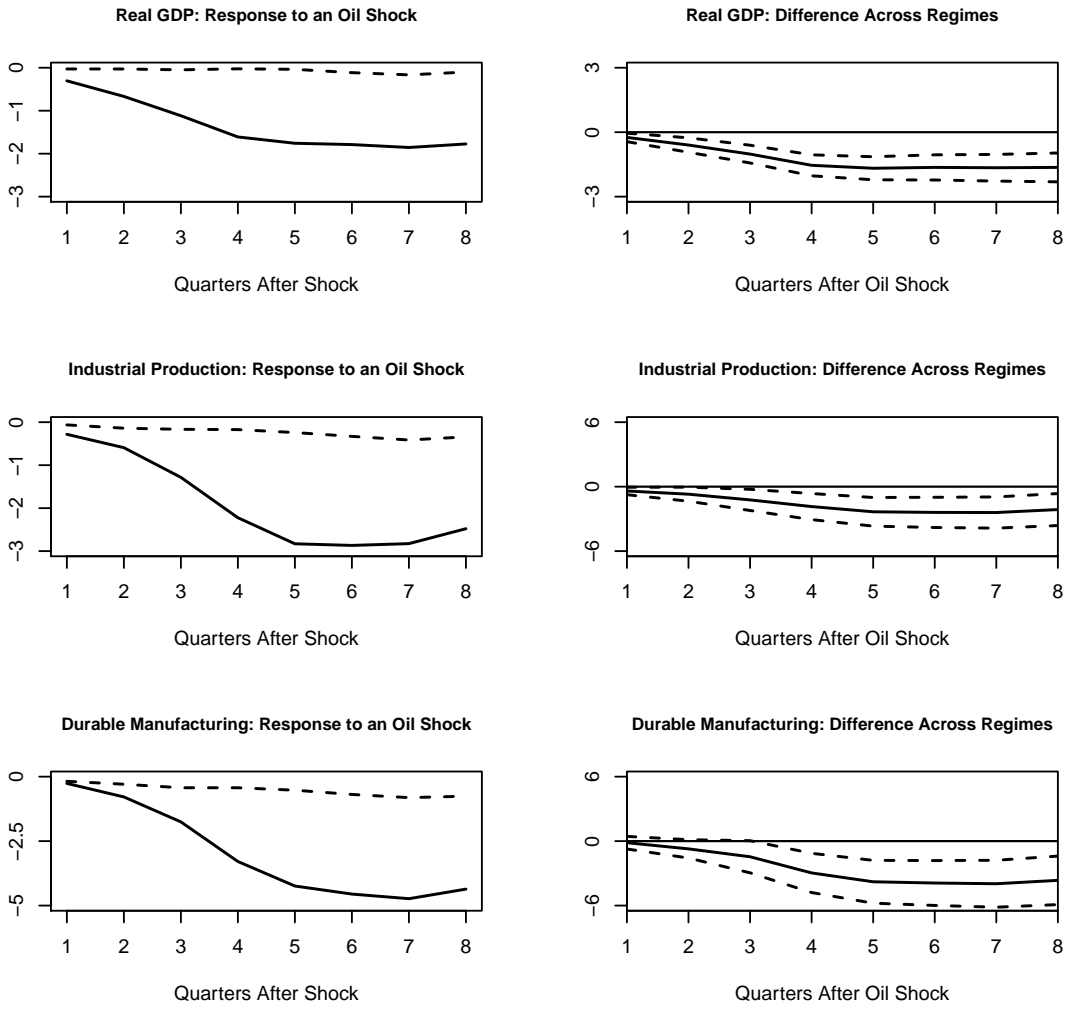 Real GDP: Response to an Oil Shock
0
−1
−2
−3
1 2 3 4 5 6 7 8
Quarters After Shock
Real GDP: Difference Across Regimes
3
0
−3
1 2 3 4 5 6 7 8
Quarters After Oil Shock
Industrial Production: Response to an Oil Shock
0
−1
−2
−3
1 2 3 4 5 6 7 8
Quarters After Shock
Industrial Production: Difference Across Regimes
6
0
−6
1 2 3 4 5 6 7 8
Quarters After Oil Shock
Durable Manufacturing: Response to an Oil Shock
0
−2.5
−5
1 2 3 4 5 6 7 8
Quarters After Shock
Durable Manufacturing: Difference Across Regimes
6
0
−6
1 2 3 4 5 6 7 8
Quarters After Oil Shock